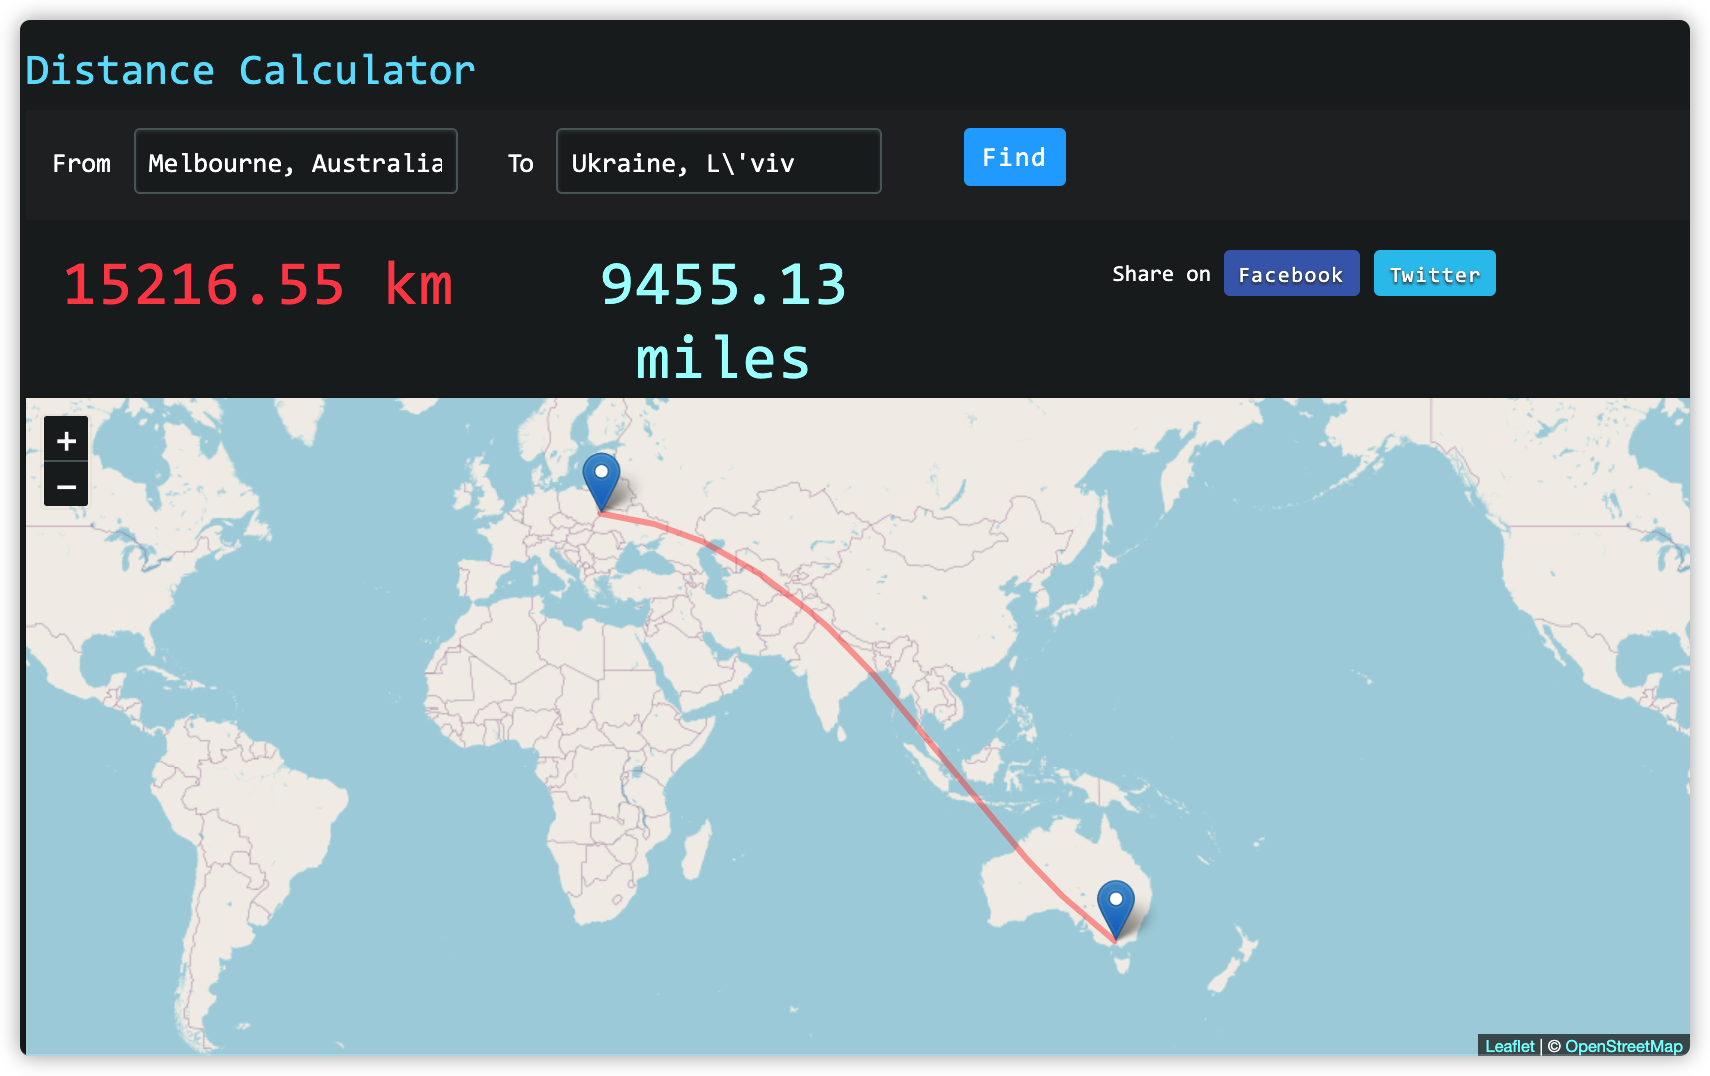 Distance Calculator
From Melbourne, Australia To Ukraine, L\'viv Find
15216.55 km 9455.13 miles Share on Facebook Twitter
+
−
Leaflet | © OpenStreetMap